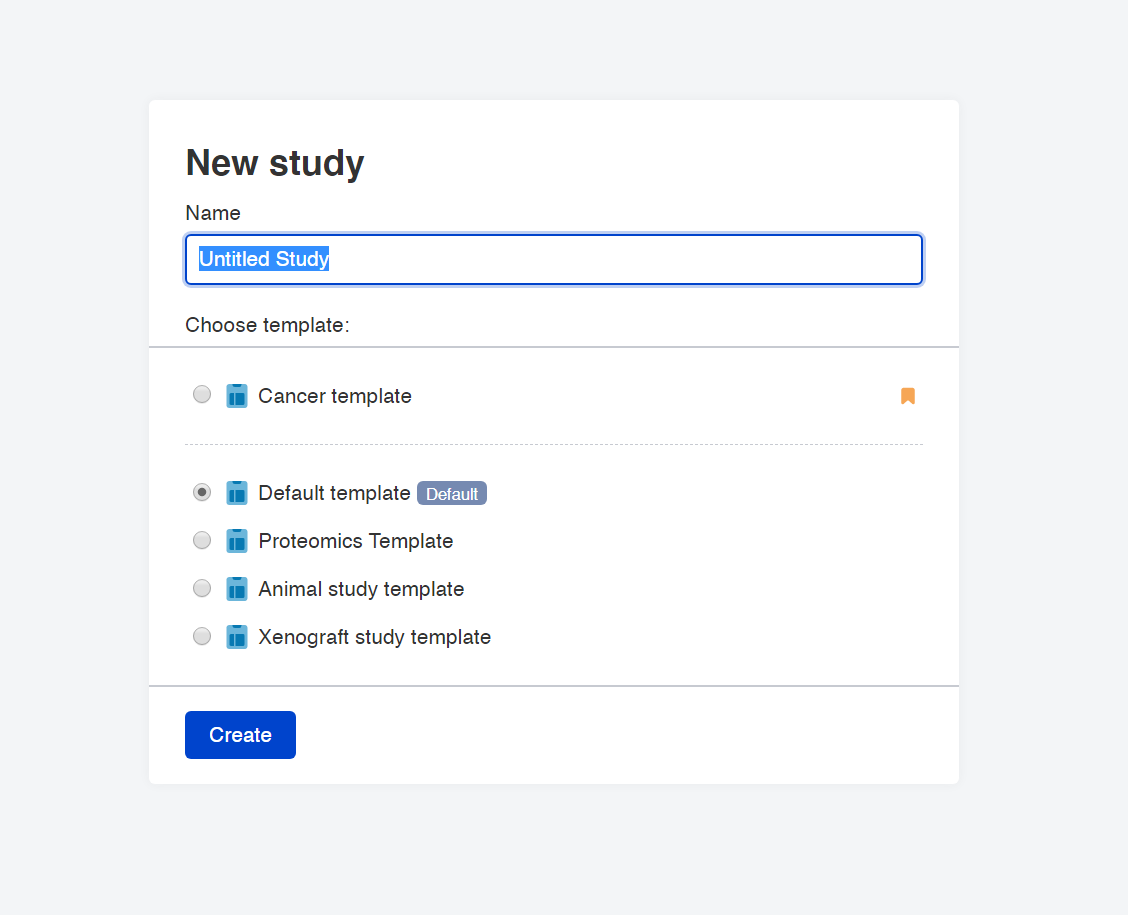 New study
Name
Untitled Study
Choose template:
Cancer template
Default template Default
Proteomics Template
Animal study template
Xenograft study template
Create